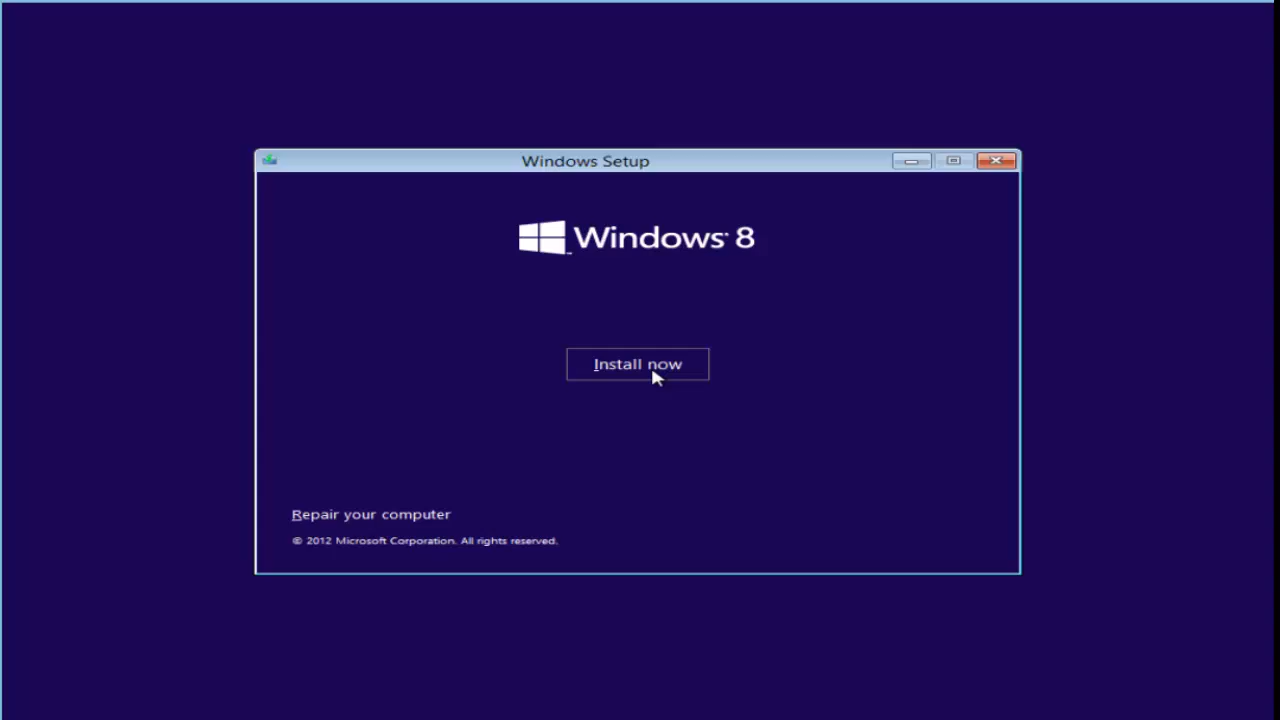 Windows Setup
Windows 8
Install now
Repair your computer
© 2012 Microsoft Corporation. All rights reserved.